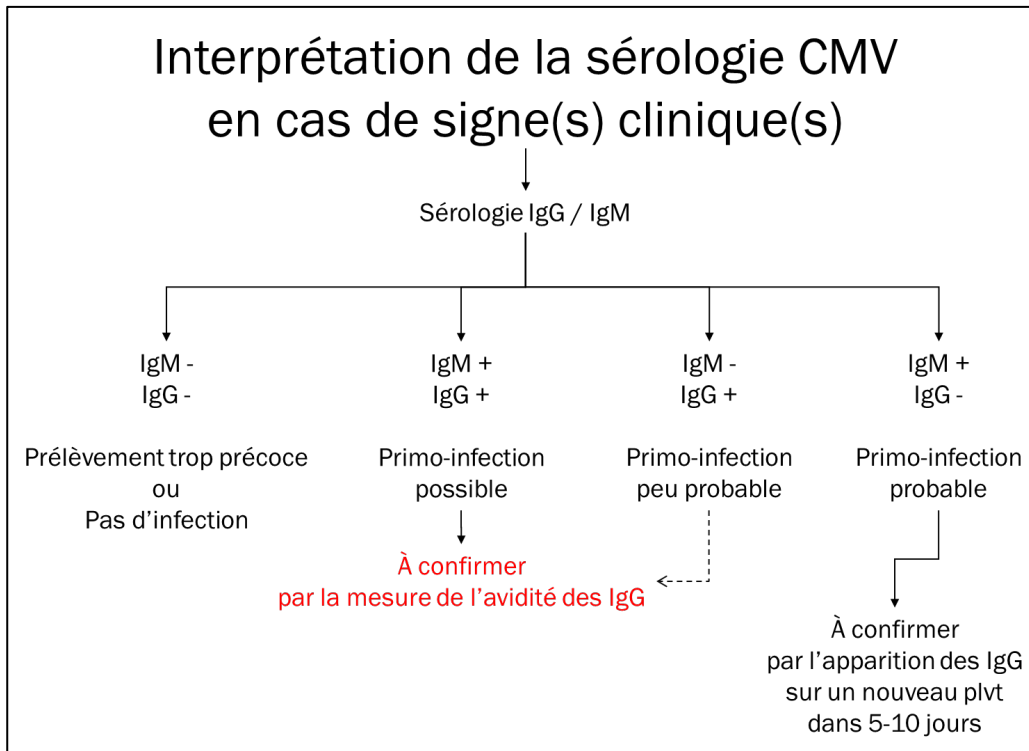 Interprétation de la sérologie CMV
en cas de signe(s) clinique(s)
Sérologie IgG / IgM
IgM -
IgG -
Prélèvement trop précoce
ou
Pas d’infection
IgM +
IgG +
Primo-infection
possible
IgM -
IgG +
Primo-infection
peu probable
À confirmer
par la mesure de l’avidité des IgG
IgM +
IgG -
Primo-infection
probable
À confirmer
par l’apparition des IgG
sur un nouveau plvt
dans 5-10 jours